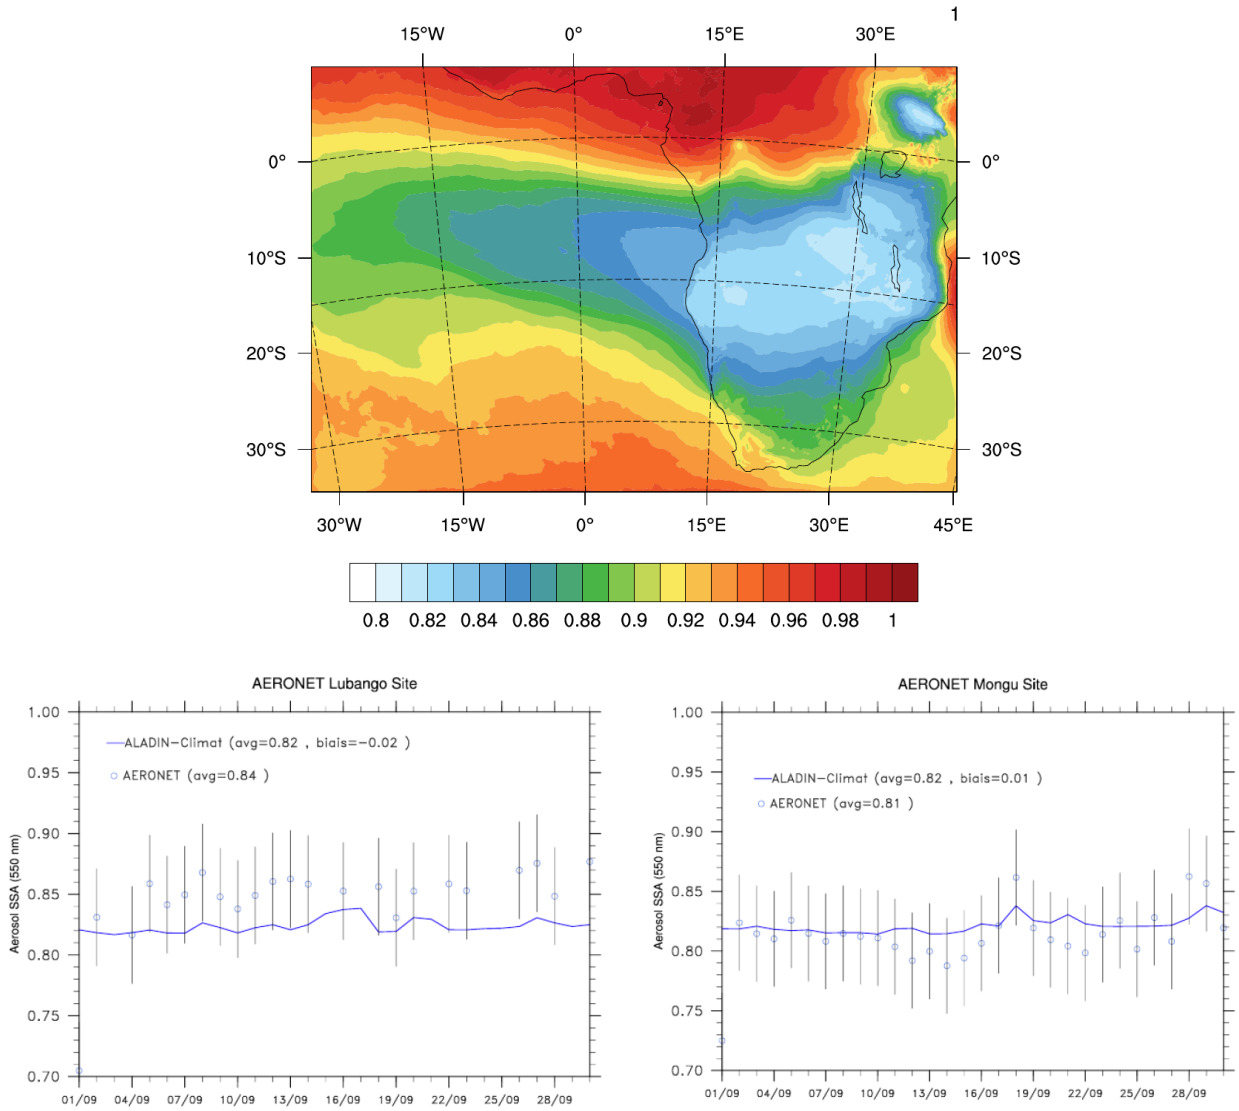 1
15°W 0° 15°E 30°E
0° 0°
10°S 10°S
20°S 20°S
30°S 30°S
30°W 15°W 0° 15°E 30°E 45°E
0.8 0.82 0.84 0.86 0.88 0.9 0.92 0.94 0.96 0.98 1
AERONET Lubango Site
1.00
ALADIN-Climat (avg=0.82 , biais=-0.02 )
0.95
AERONET (avg=0.84 )
0.90
0.85
Aerosol SSA (550 nm)
0.80
0.75
0.70
01/09 04/09 07/09 10/09 13/09 16/09 19/09 22/09 25/09 28/09
AERONET Mongu Site
1.00
0.95
ALADIN-Climat (avg=0.82 , biais=0.01 )
AERONET (avg=0.81 )
0.90
0.85
Aerosol SSA (550 nm)
0.80
0.75
0.70
01/09 04/09 07/09 10/09 13/09 16/09 19/09 22/09 25/09 28/09